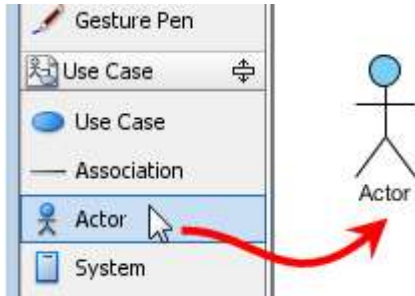 Gesture Pen
Use Case
Use Case
Association
Actor
System
Actor